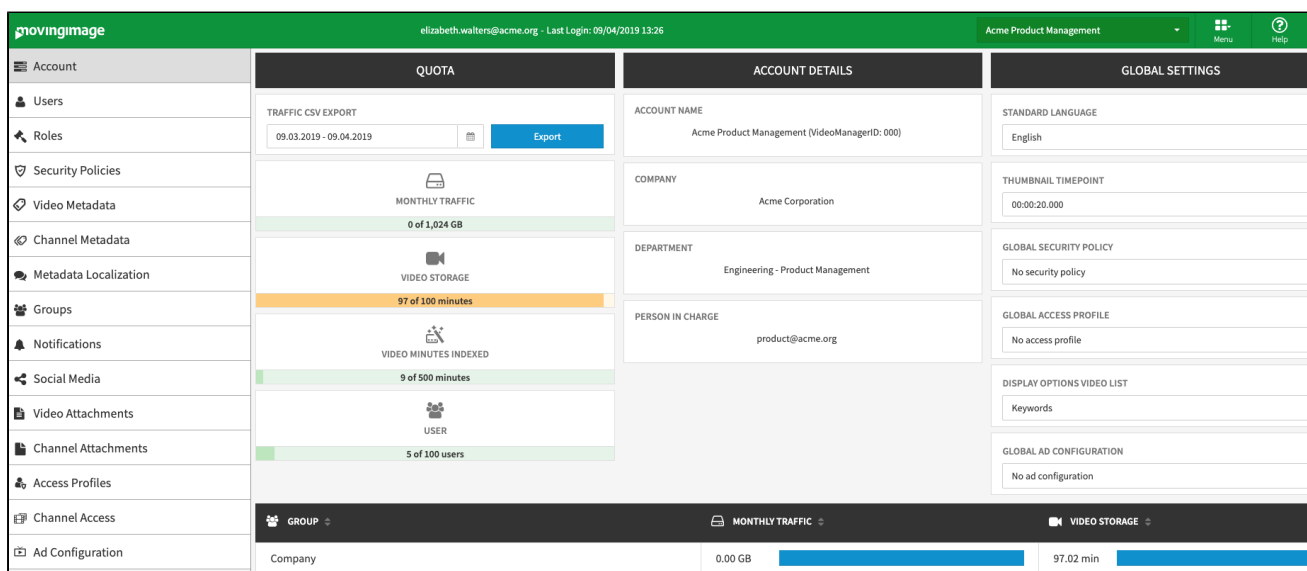 movingimage
elizabeth.walters@acme.org - Last Login: 09/04/2019 13:26
Acme Product Management
Menu
Help
Account
Users
Roles
Security Policies
Video Metadata
Channel Metadata
Metadata Localization
Groups
Notifications
Social Media
Video Attachments
Channel Attachments
Access Profiles
Channel Access
Ad Configuration
QUOTA
TRAFFIC CSV EXPORT
09.03.2019 - 09.04.2019
Export
MONTHLY TRAFFIC
0 of 1,024 GB
VIDEO STORAGE
97 of 100 minutes
VIDEO MINUTES INDEXED
9 of 500 minutes
USER
5 of 100 users
ACCOUNT DETAILS
ACCOUNT NAME
Acme Product Management (VideoManagerID: 000)
COMPANY
Acme Corporation
DEPARTMENT
Engineering - Product Management
PERSON IN CHARGE
product@acme.org
GLOBAL SETTINGS
STANDARD LANGUAGE
English
THUMBNAIL TIMEPOINT
00:00:20.000
GLOBAL SECURITY POLICY
No security policy
GLOBAL ACCESS PROFILE
No access profile
DISPLAY OPTIONS VIDEO LIST
Keywords
GLOBAL AD CONFIGURATION
No ad configuration
GROUP MONTHLY TRAFFIC VIDEO STORAGE
Company 0.00 GB 97.02 min